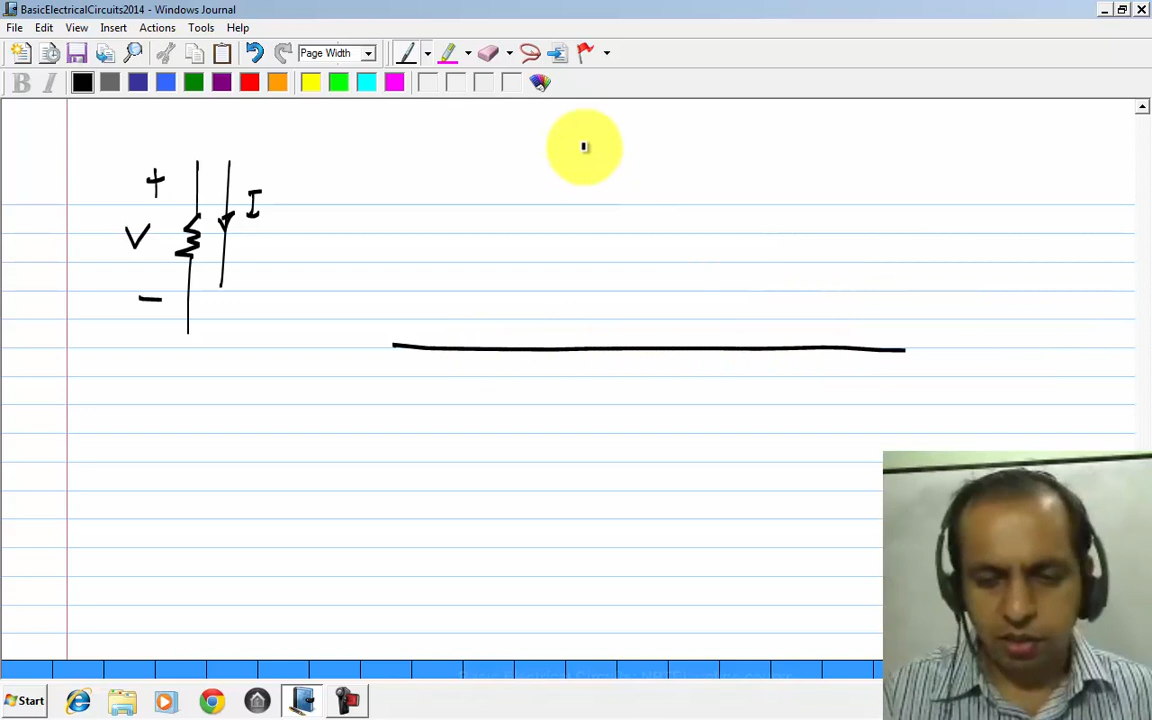 BasicElectricalCircuits2014 - Windows Journal
File Edit View Insert Actions Tools Help
Page Width
B I
+
I
V
−
Start